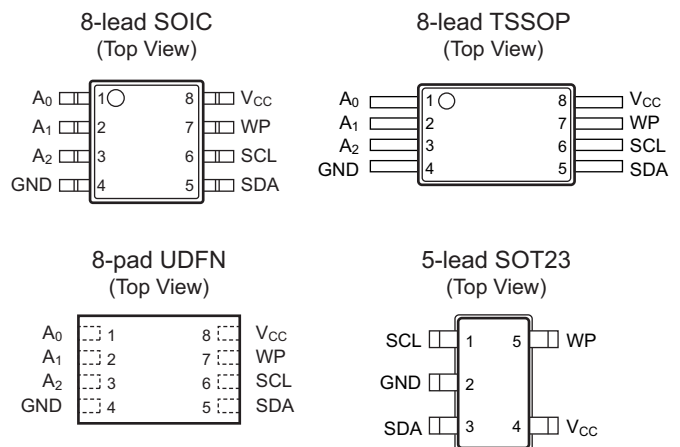 8-lead SOIC
(Top View)
A0 1 8 VCC
A1 2 7 WP
A2 3 6 SCL
GND 4 5 SDA
8-lead TSSOP
(Top View)
A0 1 8 VCC
A1 2 7 WP
A2 3 6 SCL
GND 4 5 SDA
8-pad UDFN
(Top View)
A0 1 8 VCC
A1 2 7 WP
A2 3 6 SCL
GND 4 5 SDA
5-lead SOT23
(Top View)
SCL 1 5 WP
GND 2
SDA 3 4 VCC